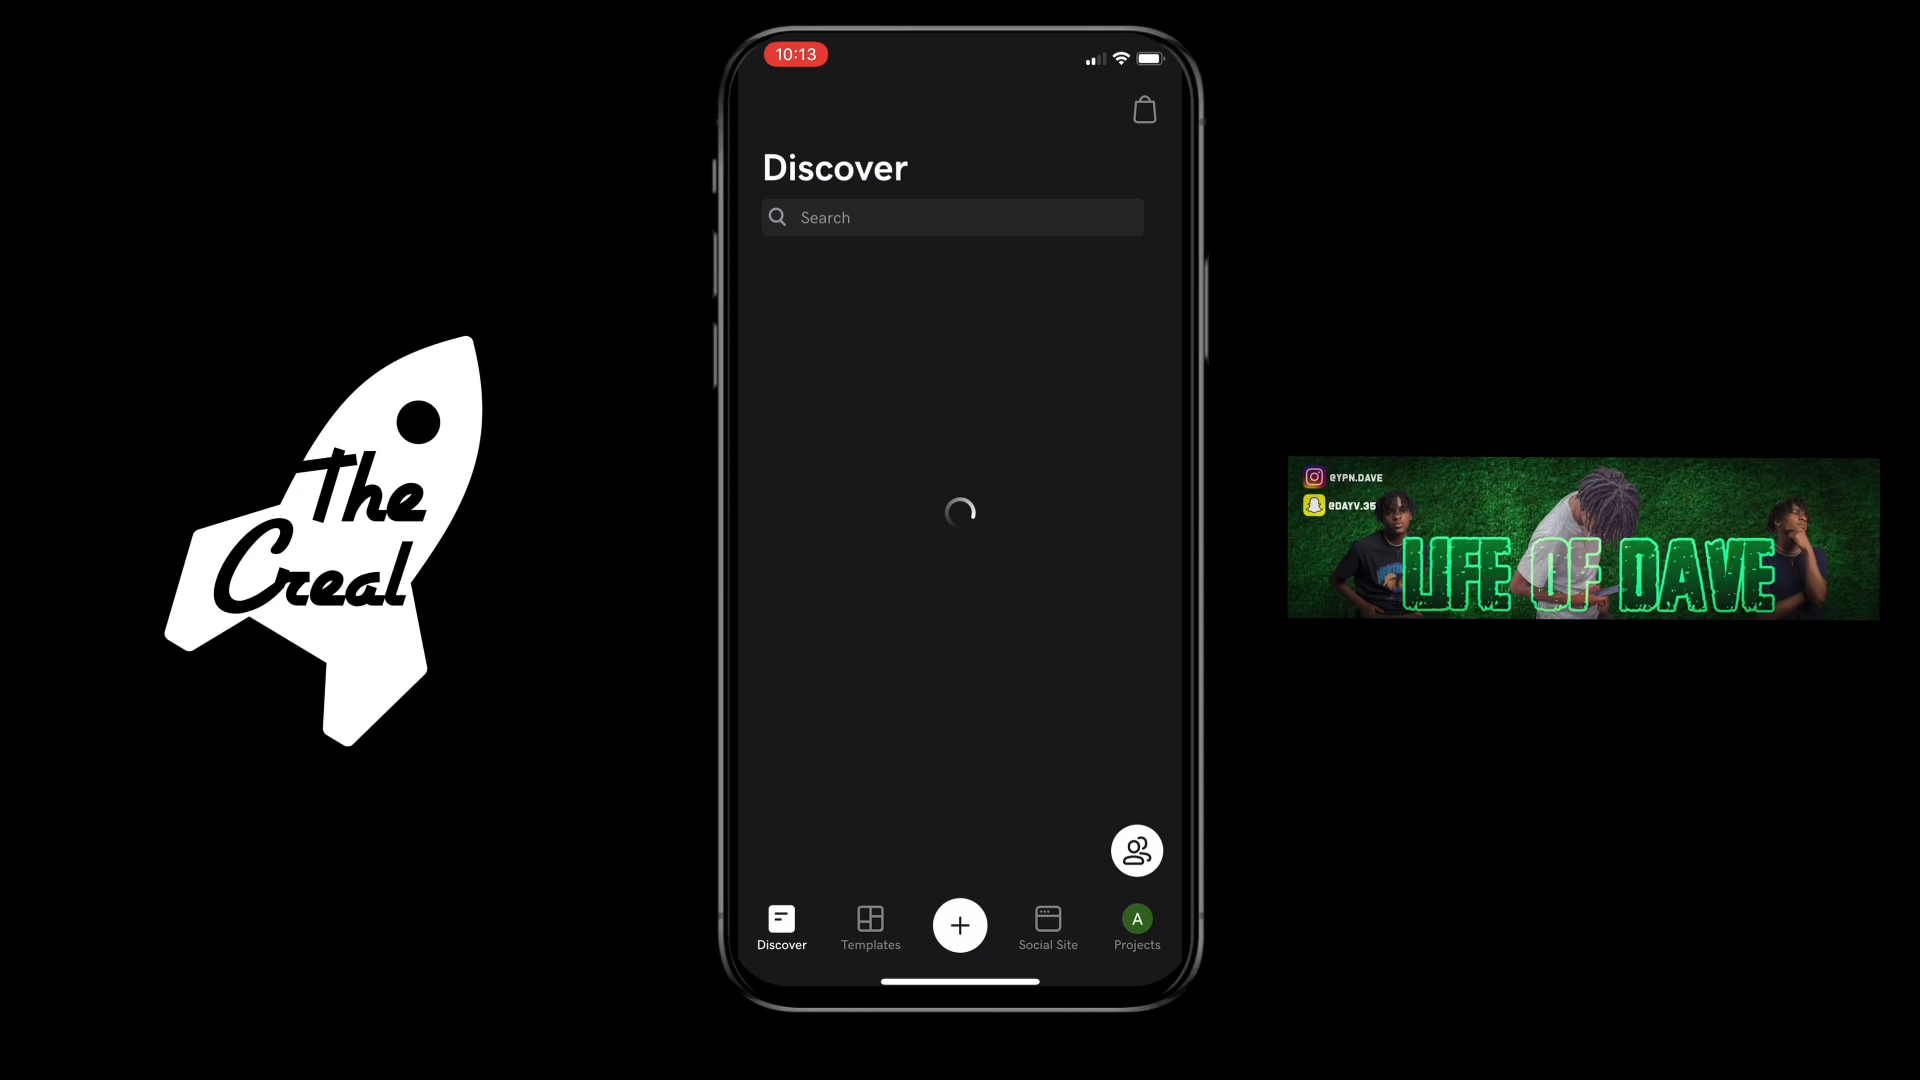 The
Creal
10:13
Discover
Search
Discover
Templates
Social Site
A
Projects
@YPN.DAVE
@DAYV.35
LIFE OF DAVE